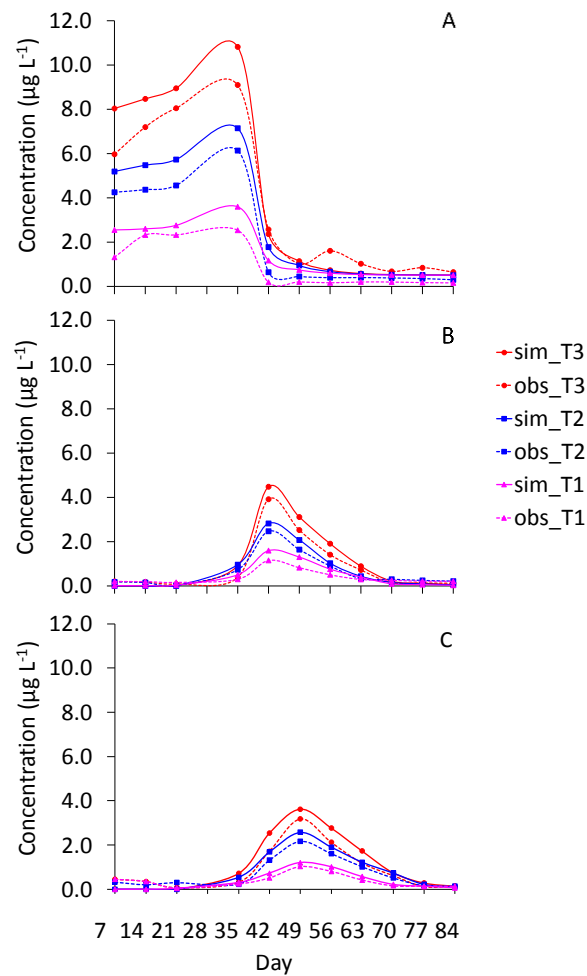 A
12.0
10.0
8.0
6.0
4.0
2.0
0.0
Concentration (µg L-1)
B
12.0
10.0
8.0
6.0
4.0
2.0
0.0
Concentration (µg L-1)
sim_T3
obs_T3
sim_T2
obs_T2
sim_T1
obs_T1
C
12.0
10.0
8.0
6.0
4.0
2.0
0.0
Concentration (µg L-1)
7 14 21 28 35 42 49 56 63 70 77 84
Day